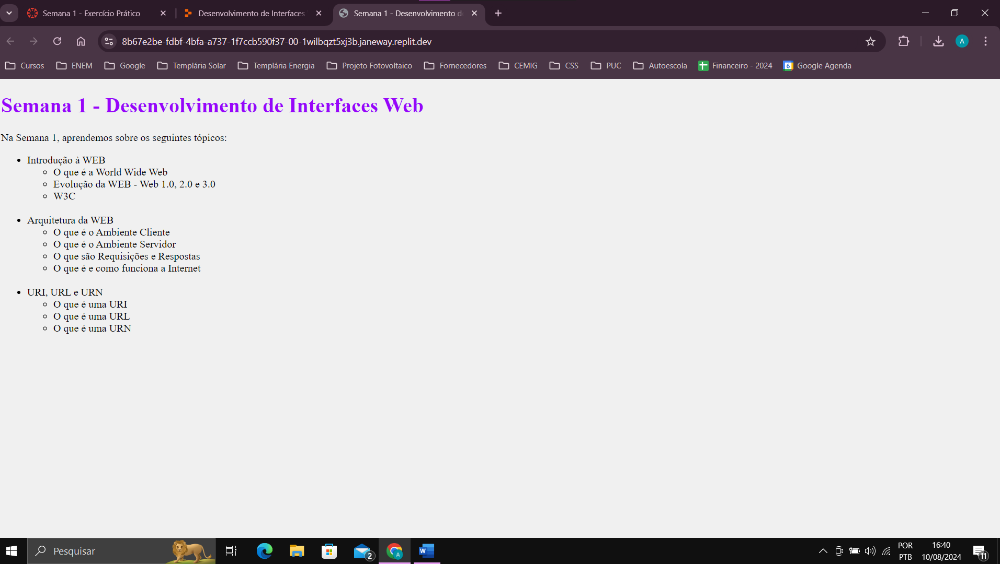 Semana 1 - Exercício Prático
Desenvolvimento de Interfaces
Semana 1 - Desenvolvimento de
8b67e2be-fdbf-4bfa-a737-1f7ccb590f37-00-1wilbqzt5xj3b.janeway.replit.dev
A
Cursos ENEM Google Templária Solar Templária Energia Projeto Fotovoltaico Fornecedores CEMIG CSS PUC Autoescola Financeiro - 2024 6 Google Agenda
Semana 1 - Desenvolvimento de Interfaces Web
Na Semana 1, aprendemos sobre os seguintes tópicos:
Introdução à WEB
O que é a World Wide Web
Evolução da WEB - Web 1.0, 2.0 e 3.0
W3C
Arquitetura da WEB
O que é o Ambiente Cliente
O que é o Ambiente Servidor
O que são Requisições e Respostas
O que é e como funciona a Internet
URI, URL e URN
O que é uma URI
O que é uma URL
O que é uma URN
Pesquisar
2
A
W
POR
PTB
16:40
10/08/2024
11